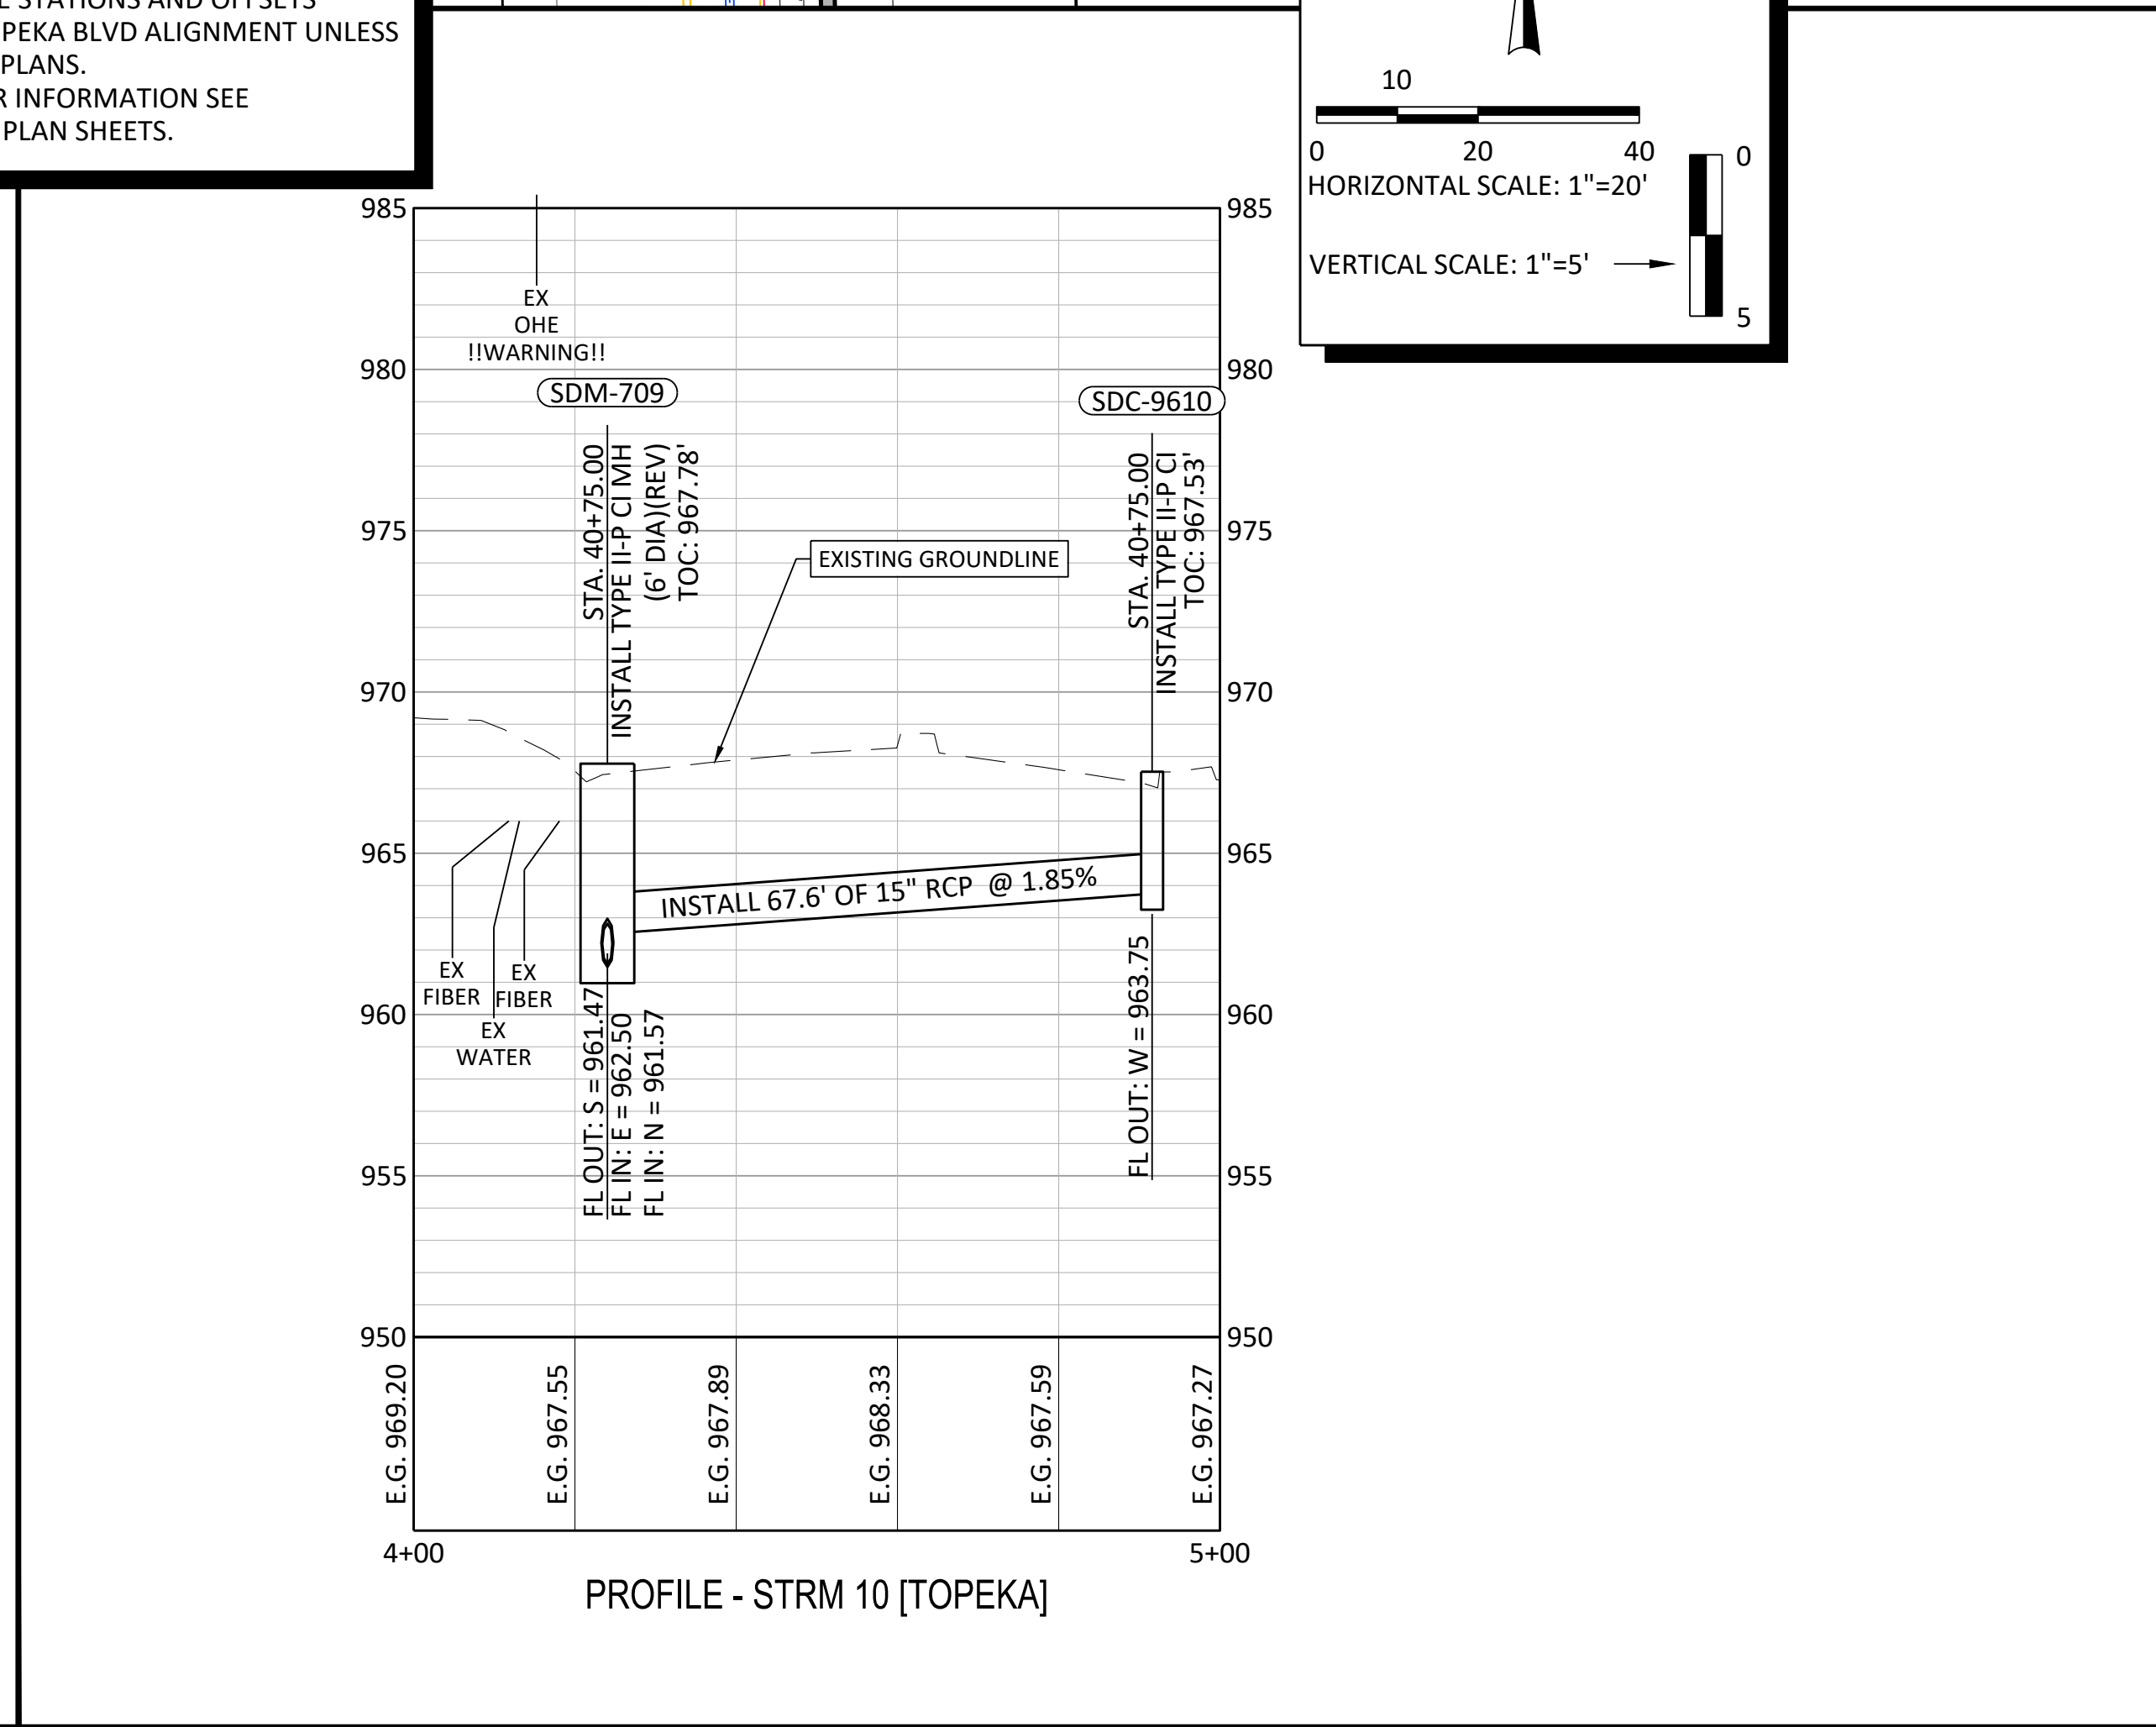 STATIONS AND OFFSETS
PEKA BLVD ALIGNMENT UNLESS
PLANS.
R INFORMATION SEE
PLAN SHEETS.
10
0 20 40
HORIZONTAL SCALE: 1"=20'
VERTICAL SCALE: 1"=5'
0
5
985 985
980 980
975 975
970 970
965 965
960 960
955 955
950 950
EX
OHE
!!WARNING!!
SDM-709
STA. 40+75.00
INSTALL TYPE II-P CI MH
(6' DIA)(REV)
TOC: 967.78'
SDC-9610
STA. 40+75.00
INSTALL TYPE II-P CI
TOC: 967.53'
EXISTING GROUNDLINE
INSTALL 67.6' OF 15" RCP @ 1.85%
EX
FIBER
EX
WATER
EX
FIBER
FL OUT: S = 961.47
FL IN: E = 962.50
FL IN: N = 961.57
FL OUT: W = 963.75
E.G. 969.20
E.G. 967.55
E.G. 967.89
E.G. 968.33
E.G. 967.59
E.G. 967.27
4+00 5+00
PROFILE - STRM 10 [TOPEKA]